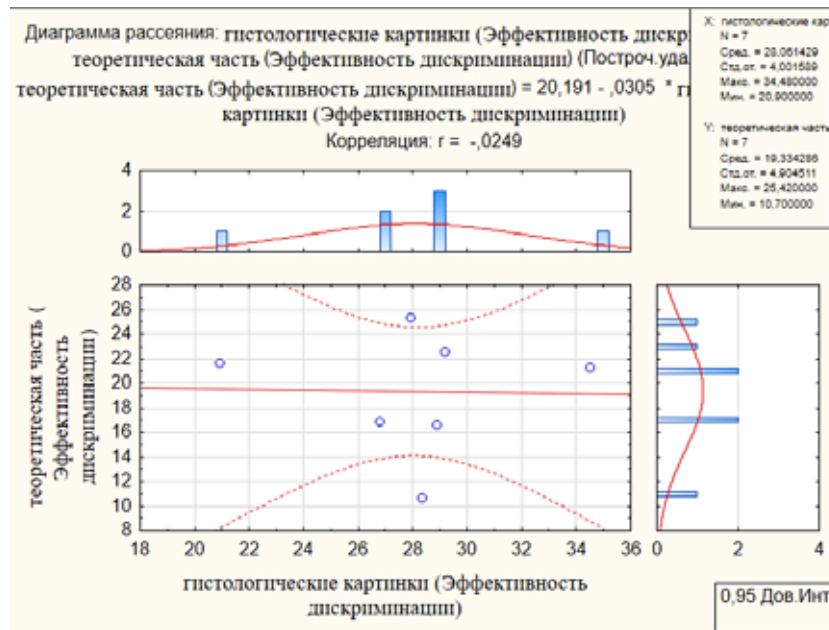 Диаграмма рассеяния: гистологические картинки (Эффективность дискр
теоретическая часть (Эффективность дискриминации) (Построч.уда
теоретическая часть (Эффективность дискриминации) = 20,191 - ,0305 * ги
картинки (Эффективность дискриминации)
Корреляция: r = -,0249
X: гистологические кар
N = 7
Сред. = 28,061429
Стд.от. = 4,001589
Макс. = 34,480000
Мин. = 20,900000
Y: теоретическая часть
N = 7
Сред. = 19,334286
Стд.от. = 4,904511
Макс. = 25,420000
Мин. = 10,700000
4
2
0
28
26
24
22
20
18
16
14
12
10
8
теоретическая часть (
Эффективность
дискриминации)
18 20 22 24 26 28 30 32 34 36
0 2 4
гистологические картинки (Эффективность
дискриминации)
0,95 Дов.Инт